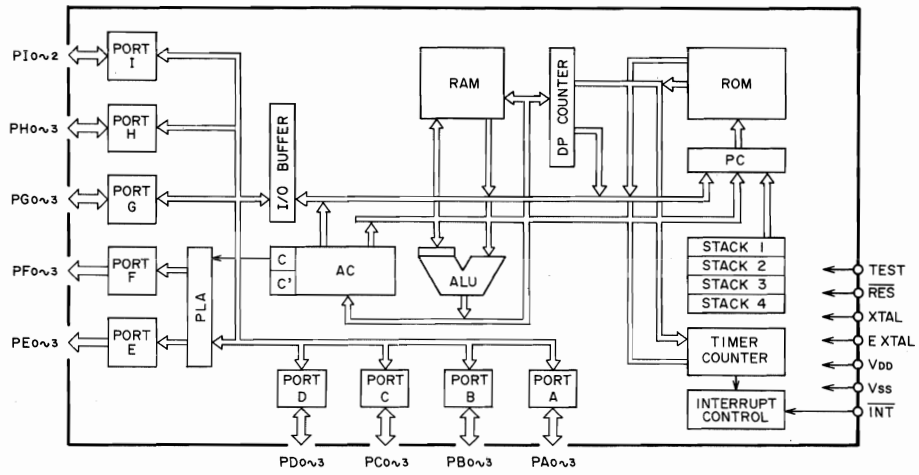 PI0~2
PORT
I
PH0~3
PORT
H
PG0~3
PORT
G
PF0~3
PORT
F
PE0~3
PORT
E
PLA
I/O BUFFER
RAM
DP COUNTER
ROM
PC
C
C'
AC
ALU
STACK 1
STACK 2
STACK 3
STACK 4
TIMER
COUNTER
INTERRUPT
CONTROL
TEST
RES
XTAL
EXTAL
VDD
VSS
INT
PORT
D
PORT
C
PORT
B
PORT
A
PD0~3
PC0~3
PB0~3
PA0~3